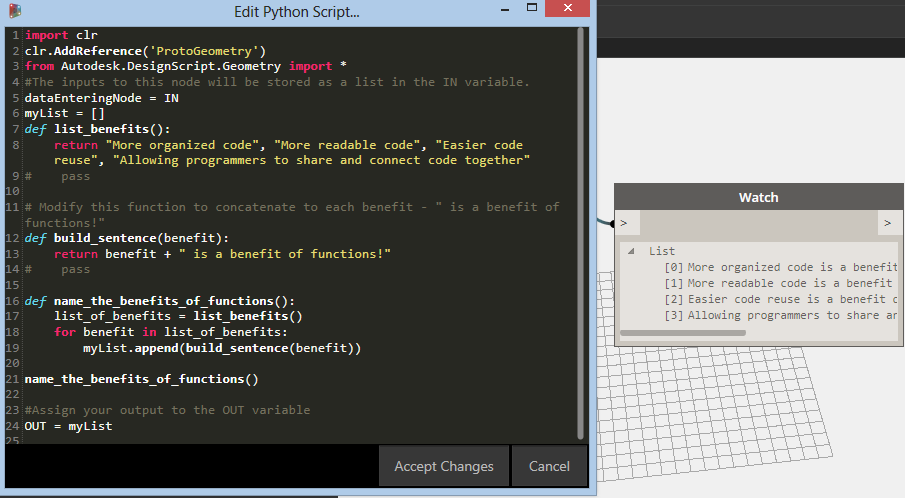 Edit Python Script...
1 import clr
2 clr.AddReference('ProtoGeometry')
3 from Autodesk.DesignScript.Geometry import *
4 #The inputs to this node will be stored as a list in the IN variable.
5 dataEnteringNode = IN
6 myList = []
7 def list_benefits():
8     return "More organized code", "More readable code", "Easier code
    reuse", "Allowing programmers to share and connect code together"
9 #    pass
10
11 # Modify this function to concatenate to each benefit - " is a benefit of
functions!"
12 def build_sentence(benefit):
13     return benefit + " is a benefit of functions!"
14 #    pass
15
16 def name_the_benefits_of_functions():
17     list_of_benefits = list_benefits()
18     for benefit in list_of_benefits:
19         myList.append(build_sentence(benefit))
20
21 name_the_benefits_of_functions()
22
23 #Assign your output to the OUT variable
24 OUT = myList
25
Accept Changes
Cancel
Watch
> >
List
[0] More organized code is a benefit
[1] More readable code is a benefit
[2] Easier code reuse is a benefit
[3] Allowing programmers to share